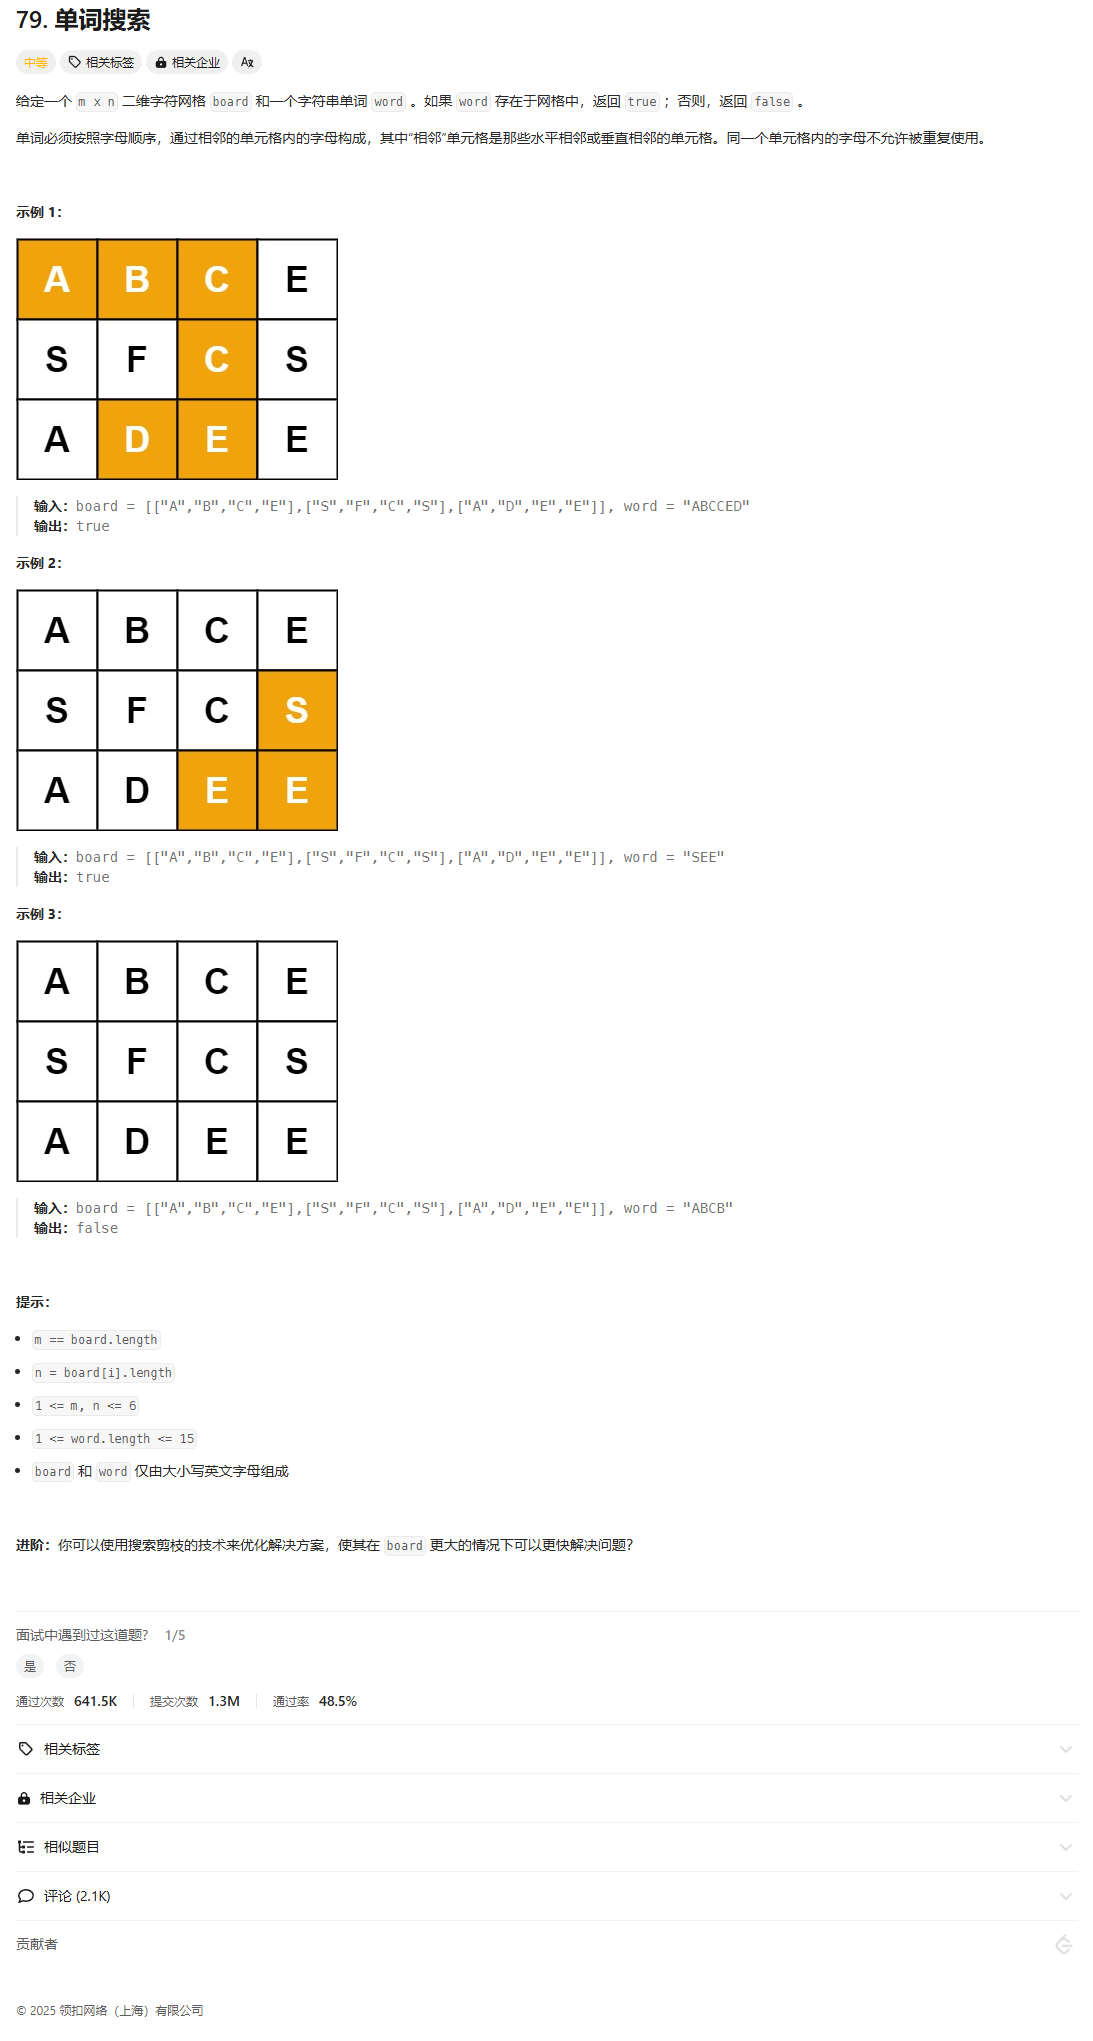 79. 单词搜索
中等 相关标签 相关企业 Aあ
给定一个 m x n 二维字符网格 board 和一个字符串单词 word 。如果 word 存在于网格中，返回 true ；否则，返回 false 。
单词必须按照字母顺序，通过相邻的单元格内的字母构成，其中“相邻”单元格是那些水平相邻或垂直相邻的单元格。同一个单元格内的字母不允许被重复使用。
示例 1：
A B C E
S F C S
A D E E
输入：board = [["A","B","C","E"],["S","F","C","S"],["A","D","E","E"]], word = "ABCCED"
输出：true
示例 2：
A B C E
S F C S
A D E E
输入：board = [["A","B","C","E"],["S","F","C","S"],["A","D","E","E"]], word = "SEE"
输出：true
示例 3：
A B C E
S F C S
A D E E
输入：board = [["A","B","C","E"],["S","F","C","S"],["A","D","E","E"]], word = "ABCB"
输出：false
提示：
m == board.length
n = board[i].length
1 <= m, n <= 6
1 <= word.length <= 15
board 和 word 仅由大小写英文字母组成
进阶：你可以使用搜索剪枝的技术来优化解决方案，使其在 board 更大的情况下可以更快解决问题？
面试中遇到过这道题? 1/5
是 否
通过次数 641.5K 提交次数 1.3M 通过率 48.5%
相关标签
相关企业
相似题目
评论 (2.1K)
贡献者
© 2025 领扣网络（上海）有限公司